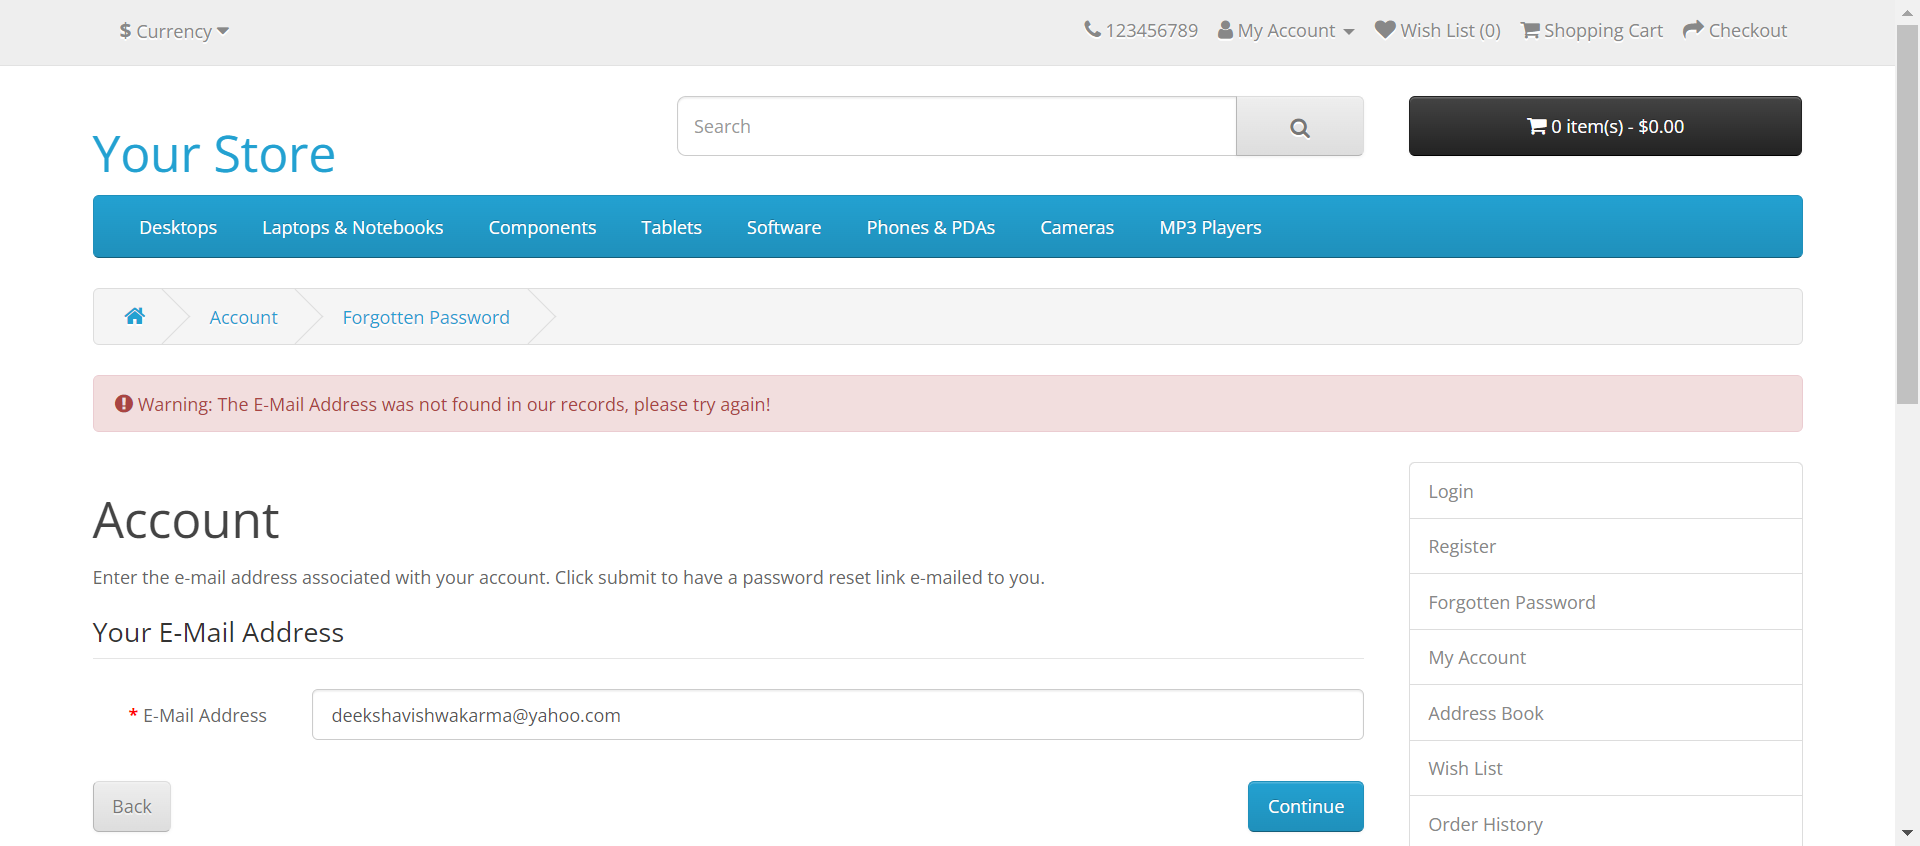 $ Currency
123456789 My Account Wish List (0) Shopping Cart Checkout
Search
0 item(s) - $0.00
Your Store
Desktops Laptops & Notebooks Components Tablets Software Phones & PDAs Cameras MP3 Players
Account Forgotten Password
Warning: The E-Mail Address was not found in our records, please try again!
Account
Enter the e-mail address associated with your account. Click submit to have a password reset link e-mailed to you.
Your E-Mail Address
* E-Mail Address deekshavishwakarma@yahoo.com
Back Continue
Login
Register
Forgotten Password
My Account
Address Book
Wish List
Order History